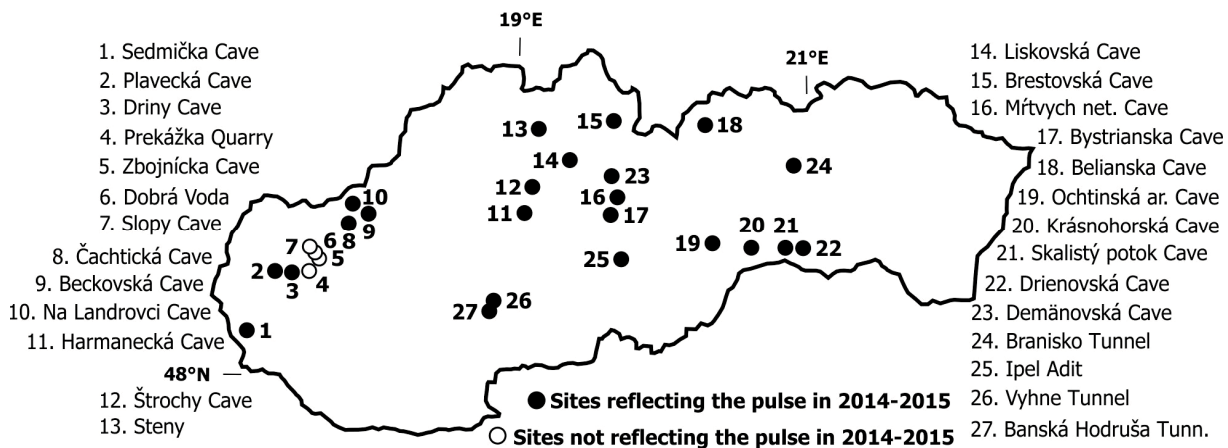 19°E
21°E
1. Sedmička Cave
2. Plavecká Cave
3. Driny Cave
4. Prekážka Quarry
5. Zbojnícka Cave
6. Dobrá Voda
7. Slopy Cave
8. Čachtická Cave
9. Beckovská Cave
10. Na Landrovci Cave
11. Harmanecká Cave
48°N
12. Štrochy Cave
13. Steny
14. Liskovská Cave
15. Brestovská Cave
16. Mŕtvych net. Cave
17. Bystrianska Cave
18. Belianska Cave
19. Ochtinská ar. Cave
20. Krásnohorská Cave
21. Skalistý potok Cave
22. Drienovská Cave
23. Demänovská Cave
24. Branisko Tunnel
25. Ipel Adit
26. Vyhne Tunnel
27. Banská Hodruša Tunn.
13
15
18
14
23
24
12
16
10
11
17
9
8
7
6
5
20
21
19
22
25
2
3
4
26
27
1
Sites reflecting the pulse in 2014-2015
Sites not reflecting the pulse in 2014-2015